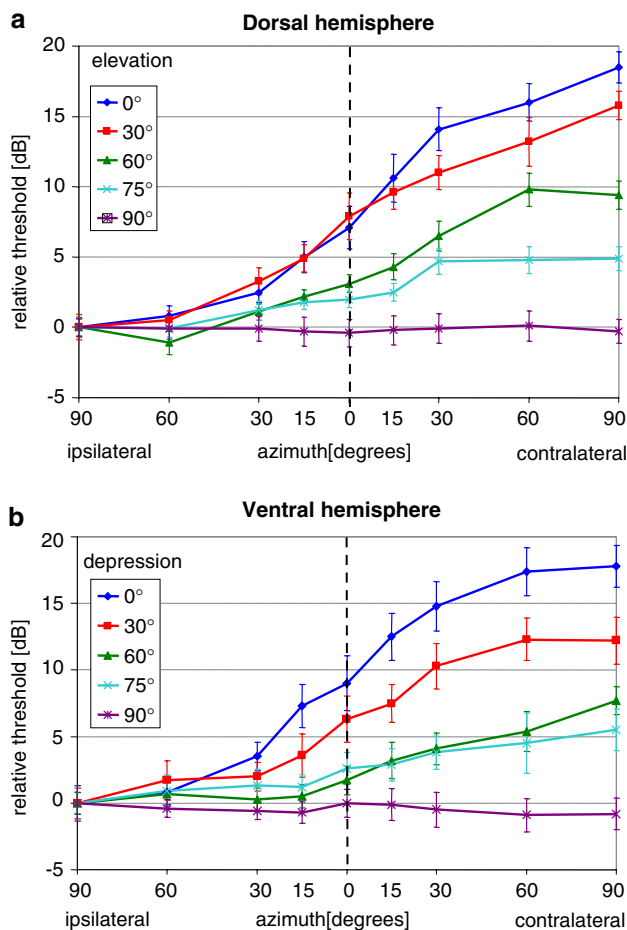 a
Dorsal hemisphere
20
15
10
5
0
-5
relative threshold [dB]
elevation
0°
30°
60°
75°
90°
90 60 30 15 0 15 30 60 90
ipsilateral azimuth[degrees] contralateral
b
Ventral hemisphere
20
15
10
5
0
-5
relative threshold [dB]
depression
0°
30°
60°
75°
90°
90 60 30 15 0 15 30 60 90
ipsilateral azimuth[degrees] contralateral